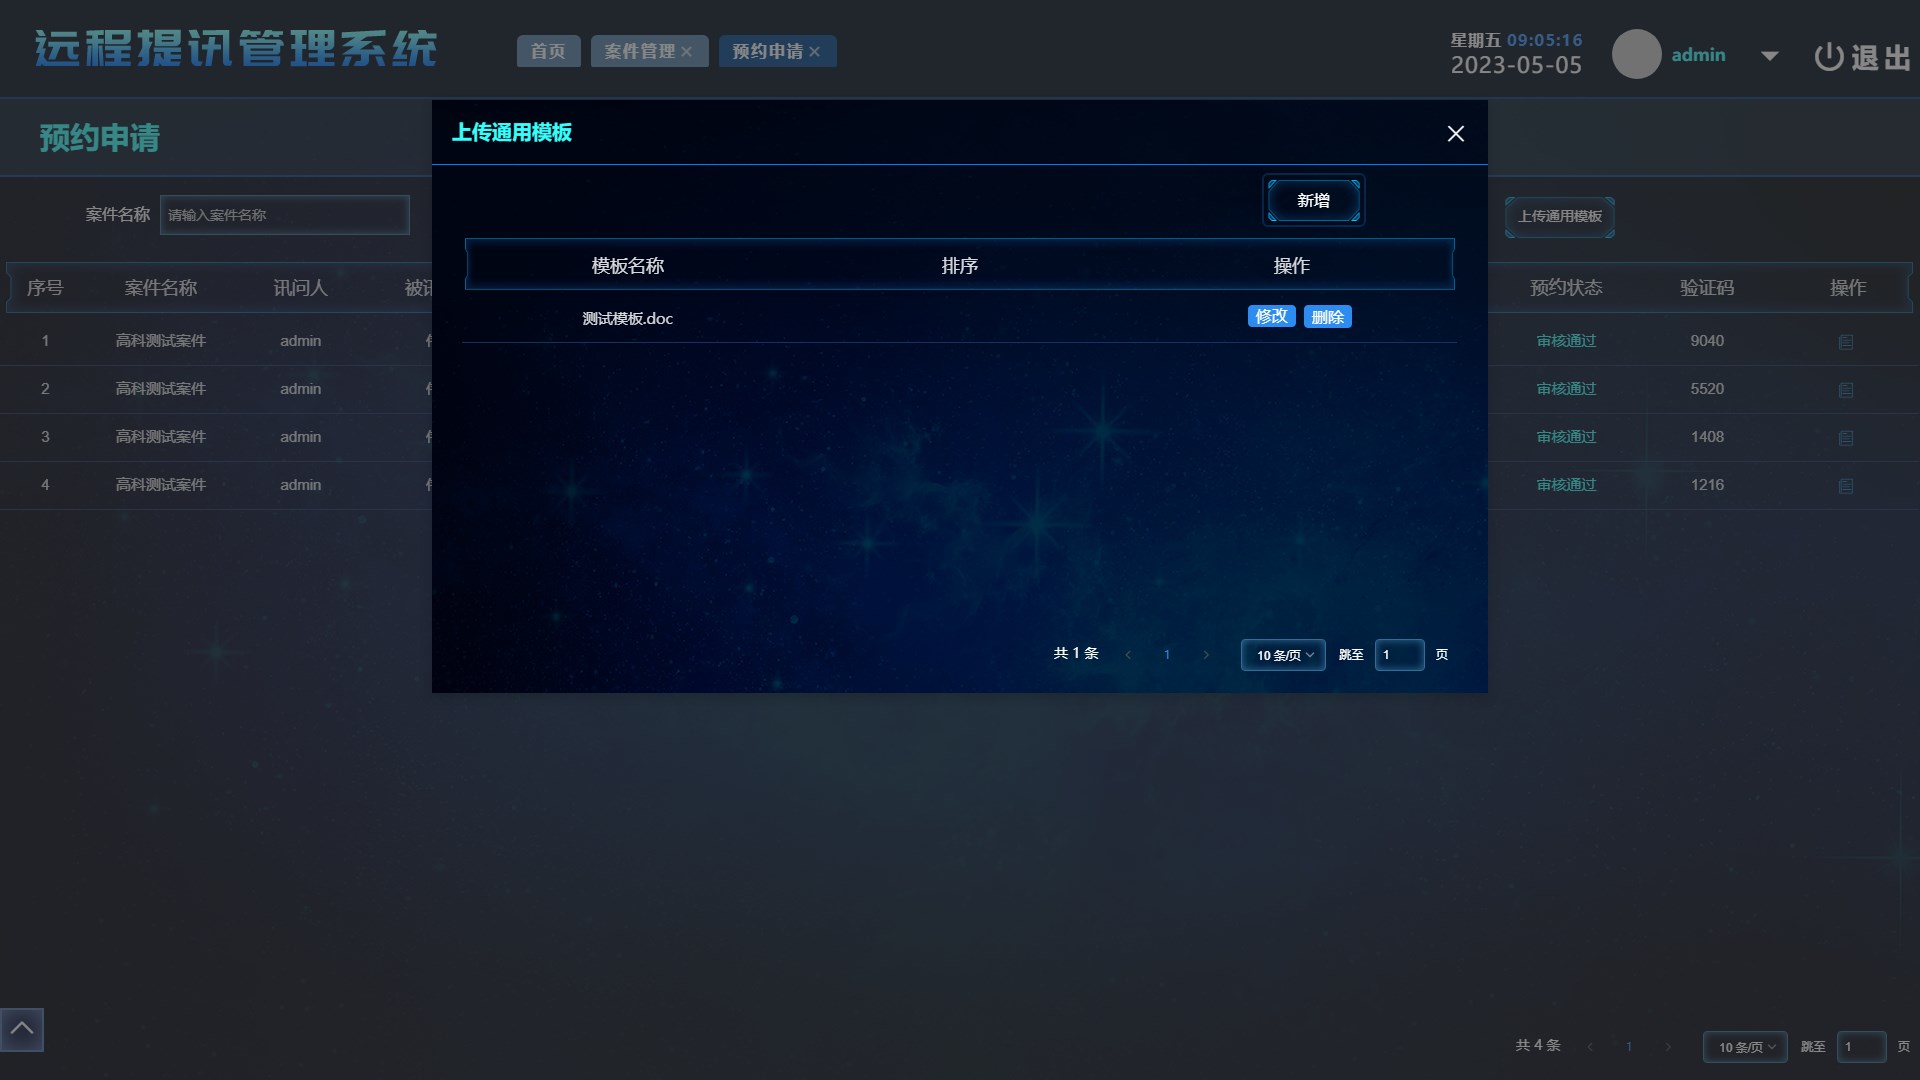 远程提讯管理系统
首页
案件管理
预约申请
星期五 09:05:16
2023-05-05
admin
退出
预约申请
上传通用模板
案件名称
请输入案件名称
新增
上传通用模板
模板名称
排序
操作
测试模板.doc
修改
删除
序号
案件名称
讯问人
预约状态
验证码
操作
1
高科测试案件
admin
审核通过
9040
2
高科测试案件
admin
审核通过
5520
3
高科测试案件
admin
审核通过
1408
4
高科测试案件
admin
审核通过
1216
共 1 条
1
10 条/页
跳至
1
页
共 4 条
1
10 条/页
跳至
1
页